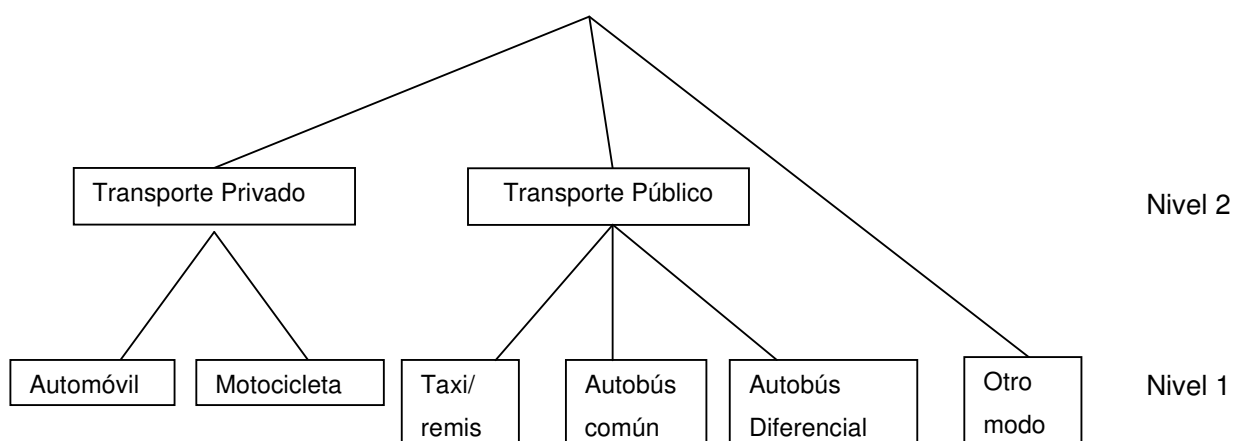 Transporte Privado
Transporte Público
Nivel 2
Automóvil
Motocicleta
Taxi/
remis
Autobús
común
Autobús
Diferencial
Otro
modo
Nivel 1